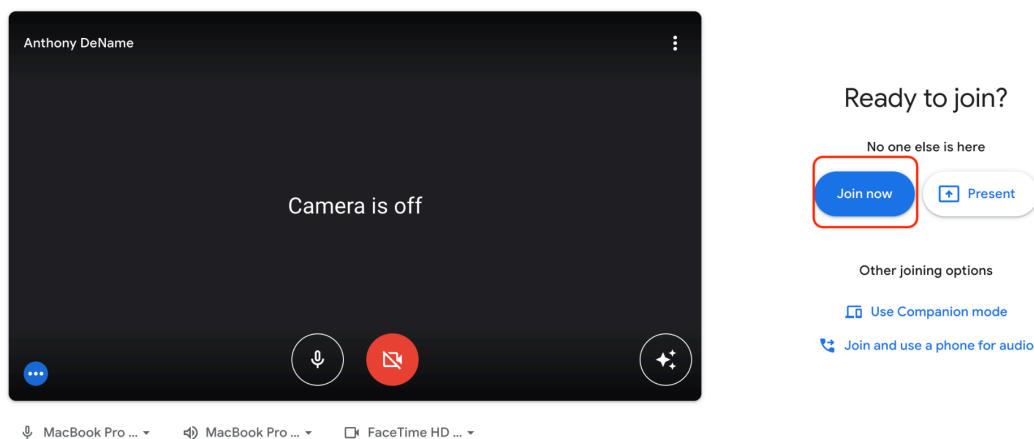 Anthony DeName
Camera is off
MacBook Pro ...
MacBook Pro ...
FaceTime HD ...
Ready to join?
No one else is here
Join now
Present
Other joining options
Use Companion mode
Join and use a phone for audio